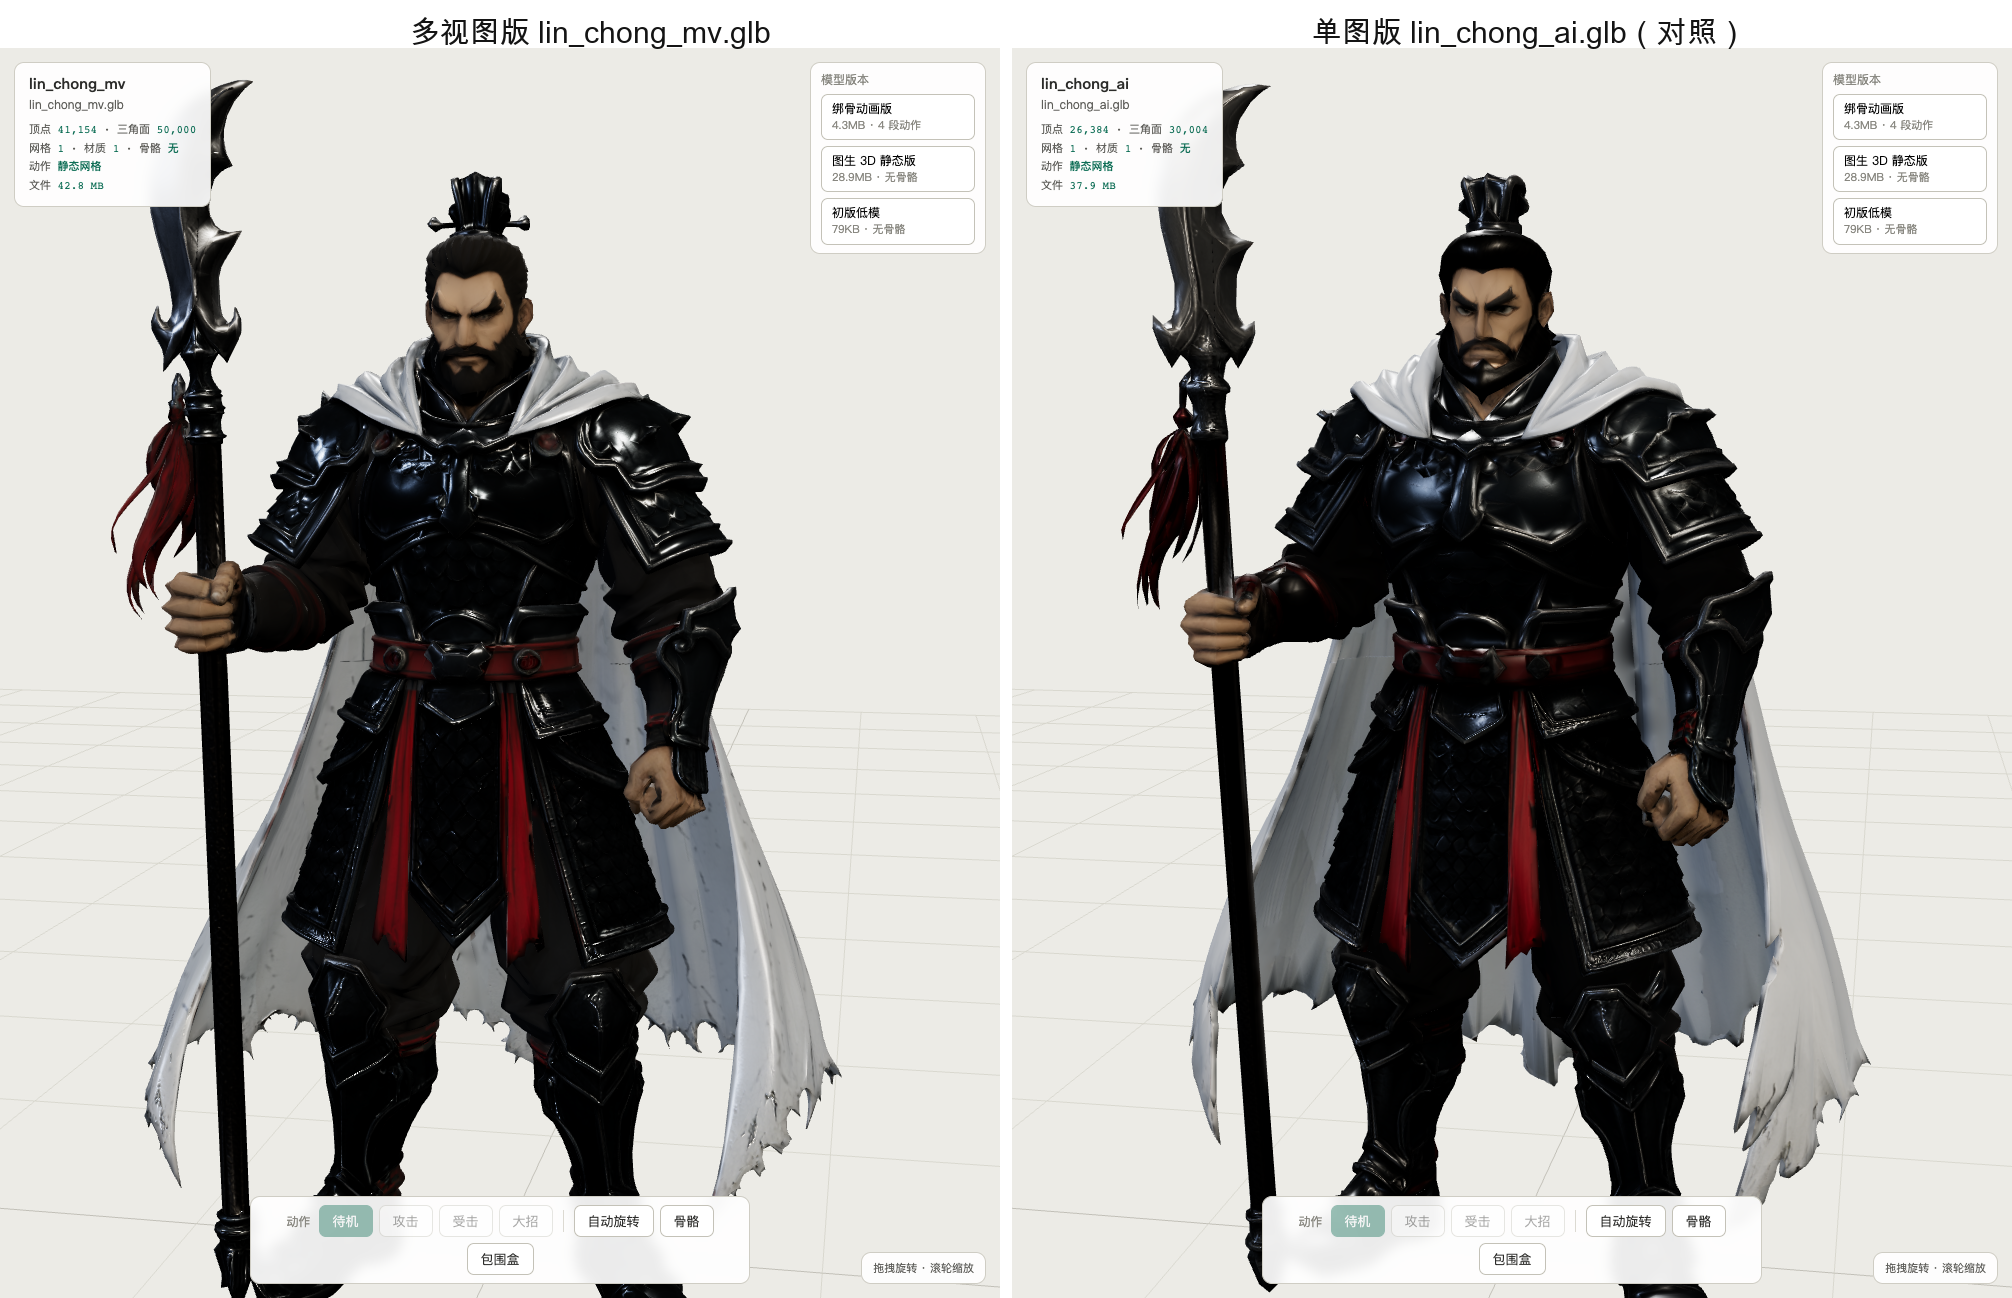 多视图版 lin_chong_mv.glb
lin_chong_mv
lin_chong_mv.glb
顶点 41,154 · 三角面 50,000
网格 1 · 材质 1 · 骨骼 无
动作 静态网格
文件 42.8 MB
模型版本
绑骨动画版
4.3MB · 4 段动作
图生 3D 静态版
28.9MB · 无骨骼
初版低模
79KB · 无骨骼
动作 待机 攻击 受击 大招 自动旋转 骨骼
包围盒
拖拽旋转 · 滚轮缩放
单图版 lin_chong_ai.glb ( 对照 )
lin_chong_ai
lin_chong_ai.glb
顶点 26,384 · 三角面 30,004
网格 1 · 材质 1 · 骨骼 无
动作 静态网格
文件 37.9 MB
模型版本
绑骨动画版
4.3MB · 4 段动作
图生 3D 静态版
28.9MB · 无骨骼
初版低模
79KB · 无骨骼
动作 待机 攻击 受击 大招 自动旋转 骨骼
包围盒
拖拽旋转 · 滚轮缩放